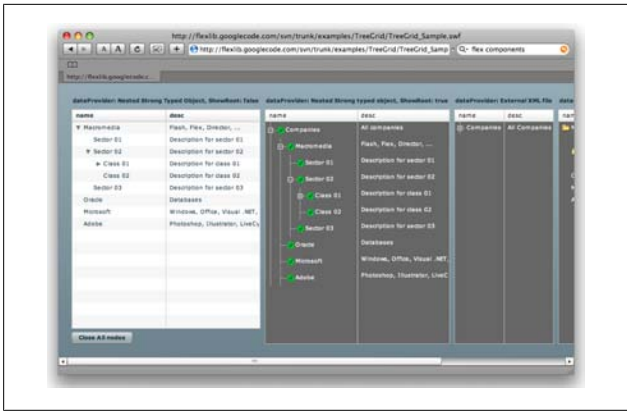 http://flexlib.googlecode.com/svn/trunk/examples/TreeGrid/TreeGrid_Sample.swf
A A
http://flexlib.googlecode.com/svn/trunk/examples/TreeGrid/TreeGrid_Samp
flex components
http://flexlib.googlecode.c...
dataProvider: Nested Strong Typed Object, ShowRoot: false
name desc
Macromedia Flash, Flex, Director, ...
Sector 01 Description for sector 01
Sector 02 Description for sector 02
Class 01 Description for class 01
Class 02 Description for class 02
Sector 03 Description for sector 03
Oracle Databases
Microsoft Windows, Office, Visual .NET,
Adobe Photoshop, Illustrator, LiveCy
Close All nodes
dataProvider: Nested Strong typed object, ShowRoot: true
name desc
Companies All companies
Macromedia Flash, Flex, Director, ...
Sector 01 Description for sector 01
Sector 02 Description for sector 02
Class 01 Description for class 01
Class 02 Description for class 02
Sector 03 Description for sector 03
Oracle Databases
Microsoft Windows, Office, Visual .NET,
Adobe Photoshop, Illustrator, LiveC
dataProvider: External XML file
name desc
Companies All Companies
data
nam